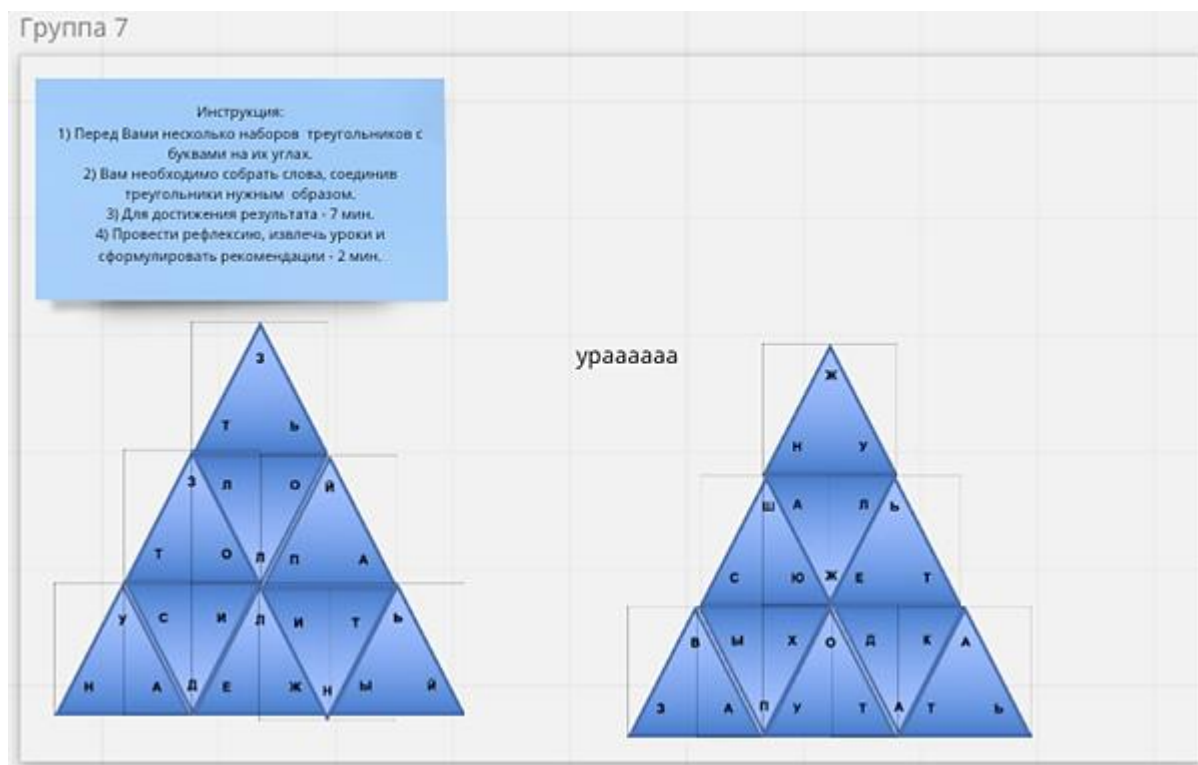 Группа 7
Инструкция:
1) Перед Вами несколько наборов треугольников с
буквами на их углах.
2) Вам необходимо собрать слова, соединив
треугольники нужным образом.
3) Для достижения результата - 7 мин.
4) Провести рефлексию, извлечь уроки и
сформулировать рекомендации - 2 мин.
З
Т Ь
З Л О Й
Т О Л П А
У С И Л И Т Ь
Н А Д Е Ж Н Ы Й
ураааааа
Ж
Н У
Ш А Л Ь
С Ю Ж Е Т
В Ы Х О Д К А
З А П У Т А Т Ь